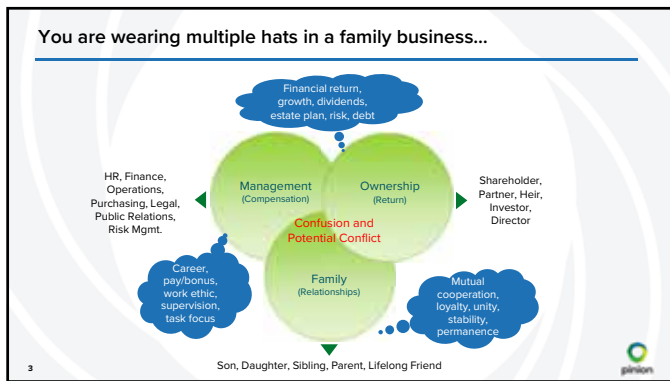 You are wearing multiple hats in a family business...
Financial return,
growth, dividends,
estate plan, risk, debt
HR, Finance,
Operations,
Purchasing, Legal,
Public Relations,
Risk Mgmt.
Management
(Compensation)
Ownership
(Return)
Shareholder,
Partner, Heir,
Investor,
Director
Confusion and
Potential Conflict
Career,
pay/bonus,
work ethic,
supervision,
task focus
Family
(Relationships)
Mutual
cooperation,
loyalty, unity,
stability,
permanence
Son, Daughter, Sibling, Parent, Lifelong Friend
3
pinion